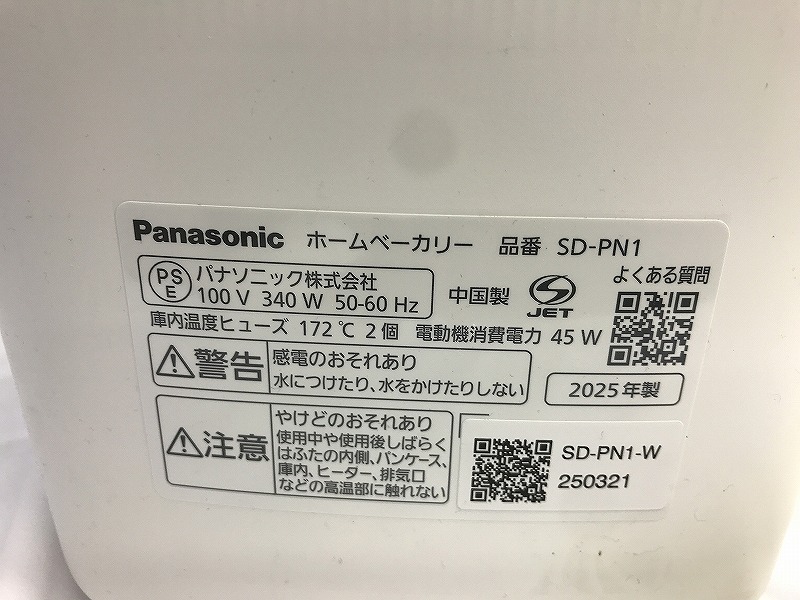 Panasonic ホームベーカリー 品番 SD-PN1
PS E パナソニック株式会社
100 V 340 W 50-60 Hz
中国製
JET
よくある質問
庫内温度ヒューズ 172℃ 2個 電動機消費電力 45 W
警告
感電のおそれあり
水につけたり、水をかけたりしない
2025年製
注意
やけどのおそれあり
使用中や使用後しばらく
はふたの内側、パンケース、
庫内、ヒーター、排気口
などの高温部に触れない
SD-PN1-W
250321